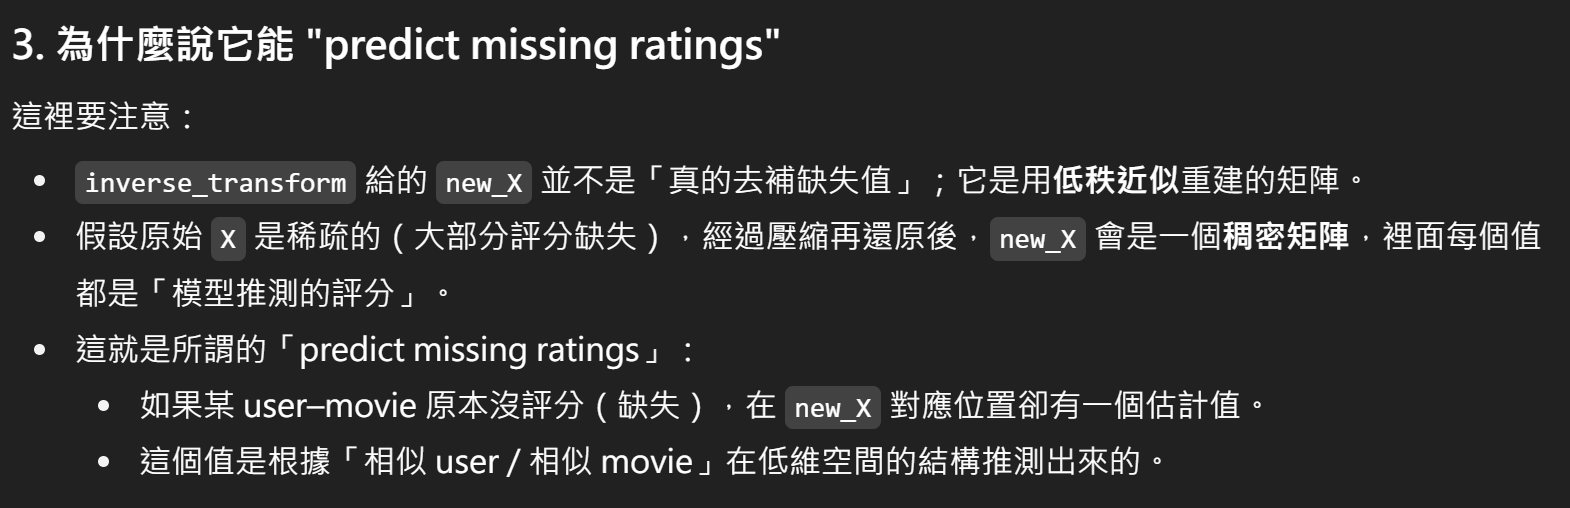 3. 為什麼說它能 "predict missing ratings"
這裡要注意：
• inverse_transform 給的 new_X 並不是「真的去補缺失值」；它是用低秩近似重建的矩陣。
• 假設原始 X 是稀疏的（大部分評分缺失），經過壓縮再還原後，new_X 會是一個稠密矩陣，裡面每個值
都是「模型推測的評分」。
• 這就是所謂的「predict missing ratings」：
• 如果某 user–movie 原本沒評分（缺失），在 new_X 對應位置卻有一個估計值。
• 這個值是根據「相似 user / 相似 movie」在低維空間的結構推測出來的。